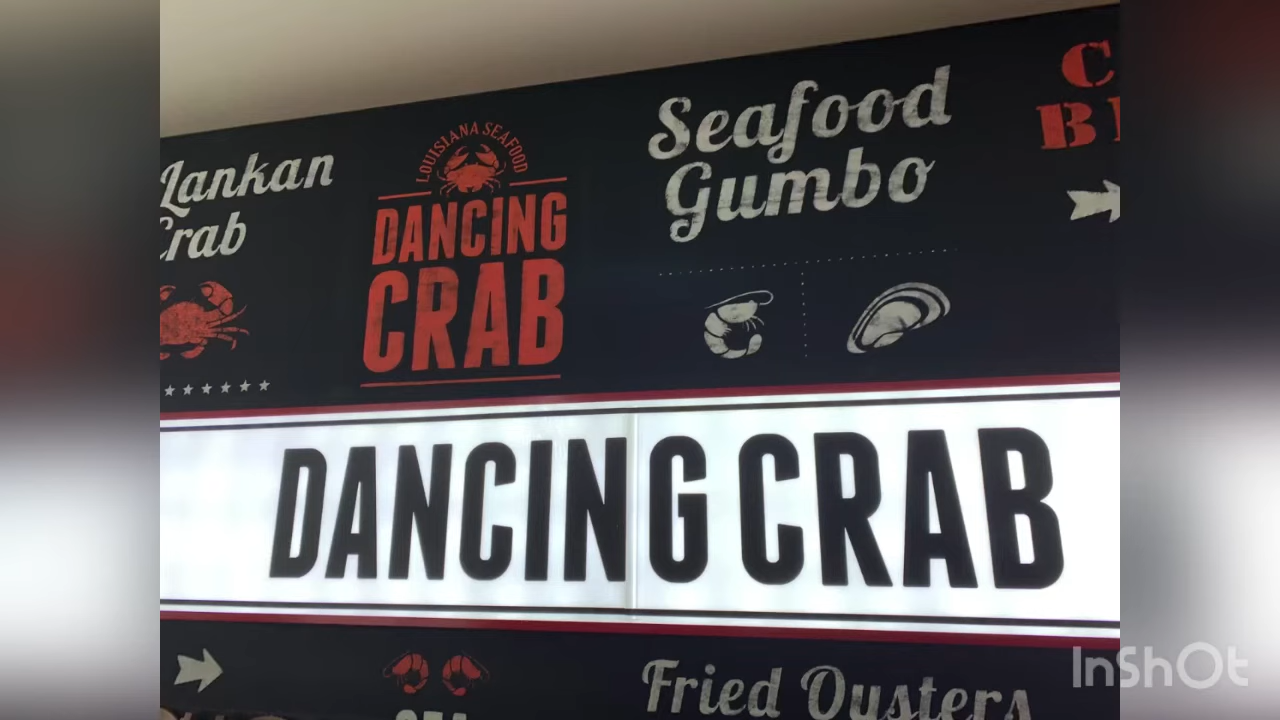 Lankan
Crab
LOUISIANA SEAFOOD
DANCING
CRAB
Seafood
Gumbo
DANCING CRAB
Fried Oysters
InShOt